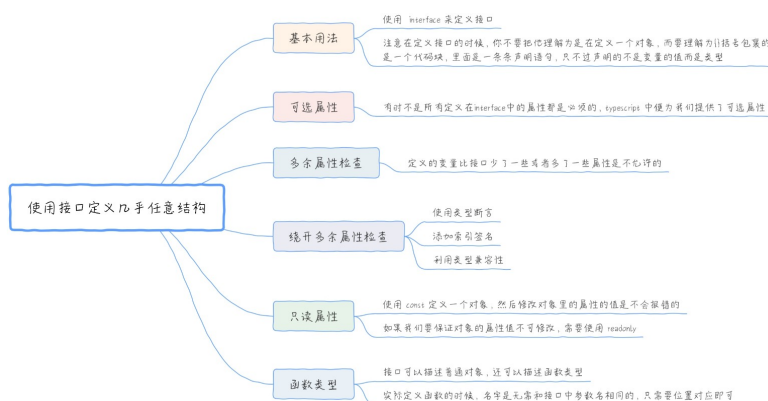 使用接口定义几乎任意结构
基本用法
使用 interface 来定义接口
注意在定义接口的时候，你不要把他理解为是在定义一个对象，而要理解为{}括号包裹的
是一个代码块，里面是一条条声明语句，只不过声明的不是变量的值而是类型
可选属性
有时不是所有定义在interface中的属性都是必须的，typescript 中便为我们提供了可选属性
多余属性检查
定义的变量比接口少了一些或者多了一些属性是不允许的
绕开多余属性检查
使用类型断言
添加索引签名
利用类型兼容性
只读属性
使用 const 定义一个对象，然后修改对象里的属性的值是不会报错的
如果我们要保证对象的属性值不可修改，需要使用 readonly
函数类型
接口可以描述普通对象，还可以描述函数类型
实际定义函数的时候，名字是无需和接口中参数名相同的，只需要位置对应即可